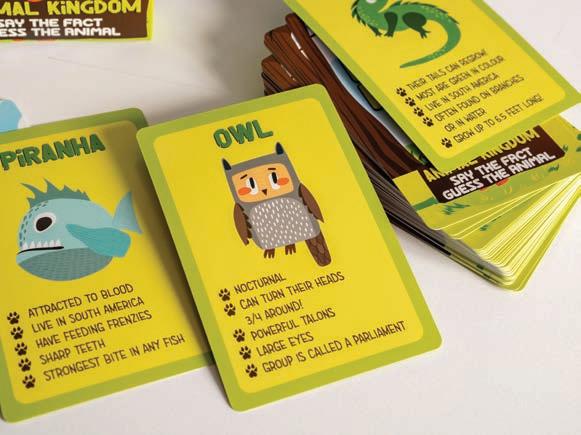 ANIMAL KINGDOM
SAY THE FACT
GUESS THE ANIMAL
THEIR TAILS CAN REGROW!
MOST ARE GREEN IN COLOUR
LIVE IN SOUTH AMERICA
OFTEN FOUND ON BRANCHES
OR IN WATER
GROW UP TO 6.5 FEET LONG!
PIRANHA
ATTRACTED TO BLOOD
LIVE IN SOUTH AMERICA
HAVE FEEDING FRENZIES
SHARP TEETH
STRONGEST BITE IN ANY FISH
OWL
NOCTURNAL
CAN TURN THEIR HEADS
3/4 AROUND!
POWERFUL TALONS
LARGE EYES
GROUP IS CALLED A PARLIAMENT
ANIMAL KINGDOM
SAY THE FACT
GUESS THE ANIMAL